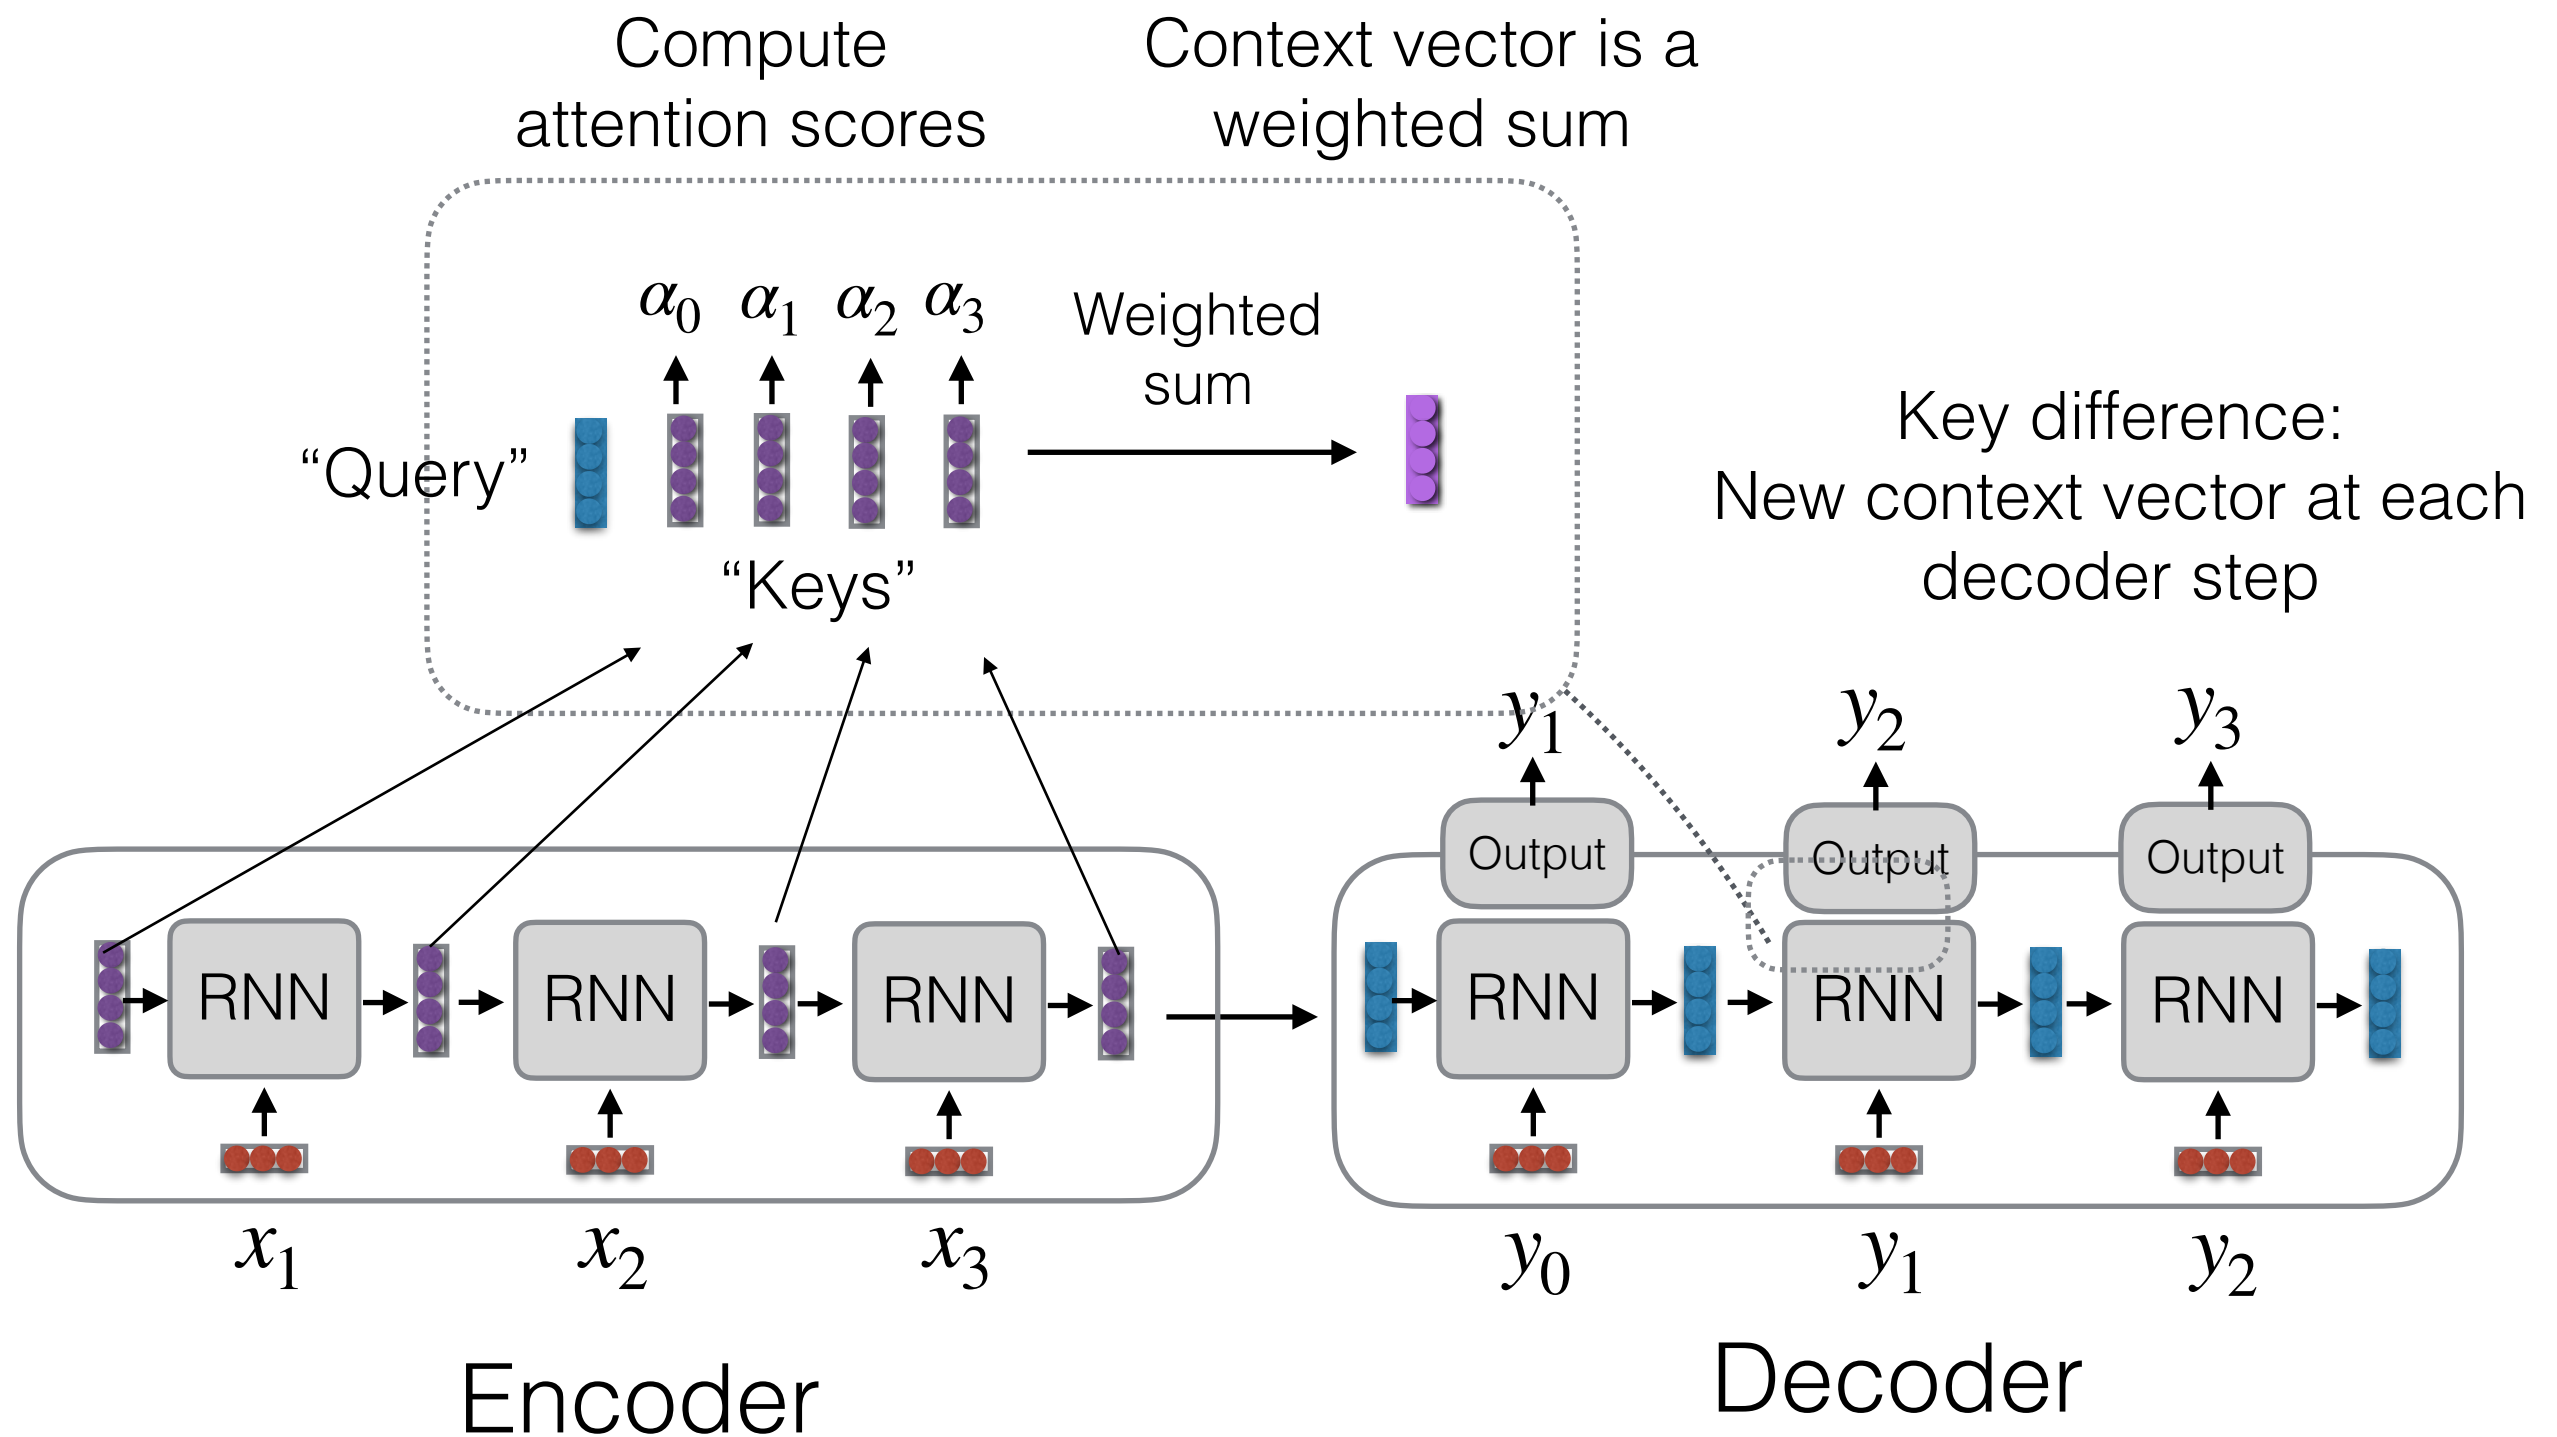 Compute
attention scores
Context vector is a
weighted sum
α0 α1 α2 α3
Weighted
sum
“Query”
“Keys”
Key difference:
New context vector at each
decoder step
y1 y2 y3
Output Output Output
RNN RNN RNN RNN RNN RNN
x1 x2 x3 y0 y1 y2
Encoder
Decoder